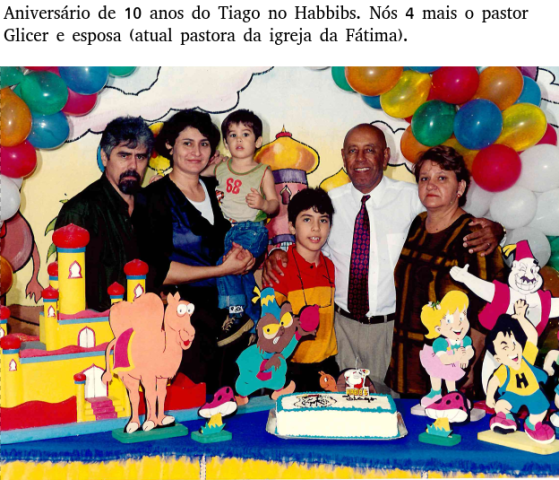 Aniversário de 10 anos do Tiago no Habbibs. Nós 4 mais o pastor
Glicer e esposa (atual pastora da igreja da Fátima).
68
H